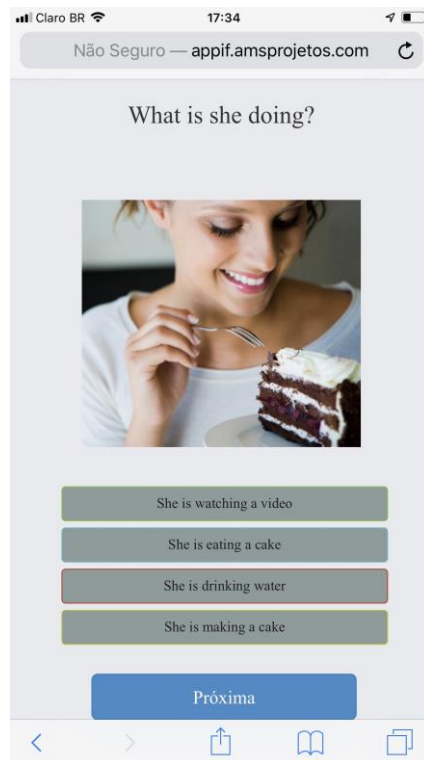 Claro BR
17:34
Não Seguro — appif.amsprojetos.com
What is she doing?
She is watching a video
She is eating a cake
She is drinking water
She is making a cake
Próxima